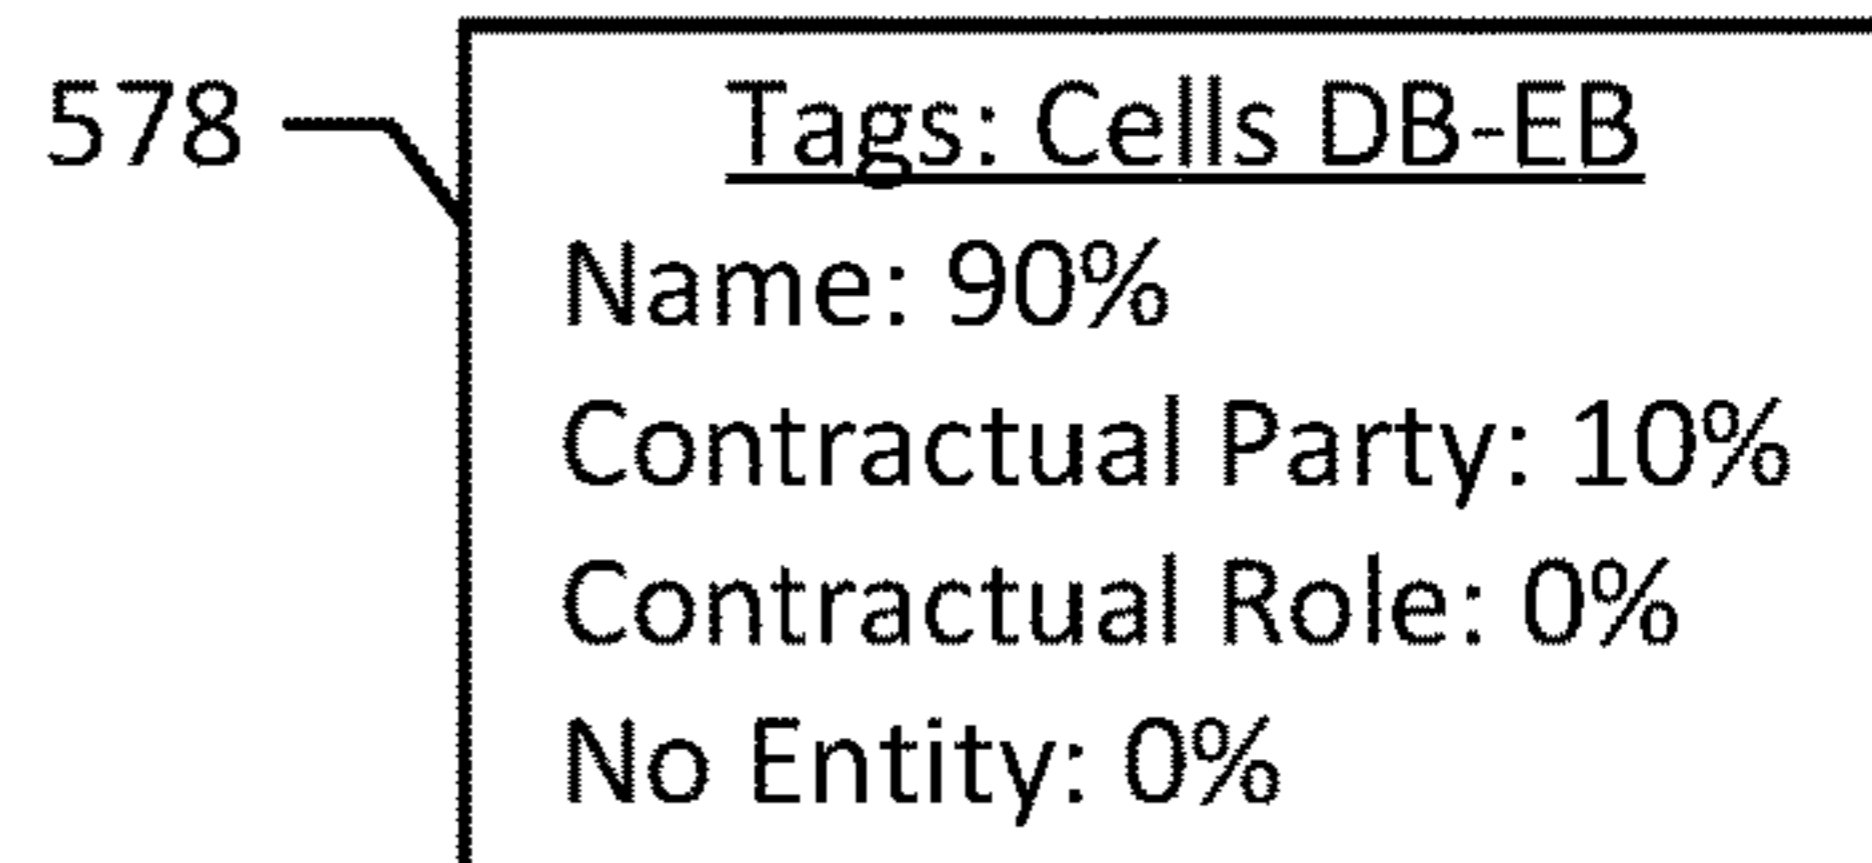 578
Tags: Cells DB-EB
Name: 90%
Contractual Party: 10%
Contractual Role: 0%
No Entity: 0%